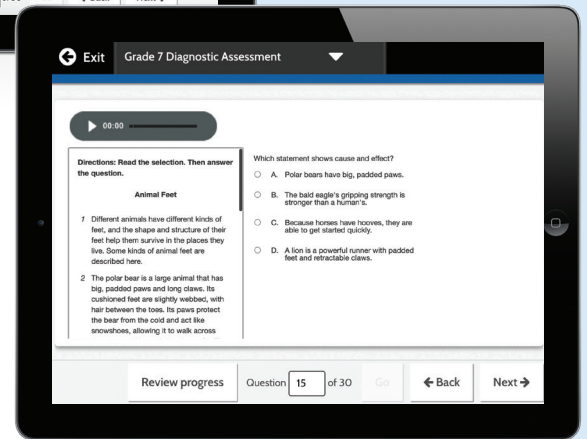 Exit
Grade 7 Diagnostic Assessment
00:00
Directions: Read the selection. Then answer
the question.
Animal Feet
1 Different animals have different kinds of
feet, and the shape and structure of their
feet help them survive in the places they
live. Some kinds of animal feet are
described here.
2 The polar bear is a large animal that has
big, padded paws and long claws. Its
cushioned feet are slightly webbed, with
hair between the toes. Its paws protect
the bear from the cold and act like
snowshoes, allowing it to walk across
Which statement shows cause and effect?
A. Polar bears have big, padded paws.
B. The bald eagle's gripping strength is
stronger than a human's.
C. Because horses have hooves, they are
able to get started quickly.
D. A lion is a powerful runner with padded
feet and retractable claws.
Review progress
Question 15 of 30
Go
Back
Next